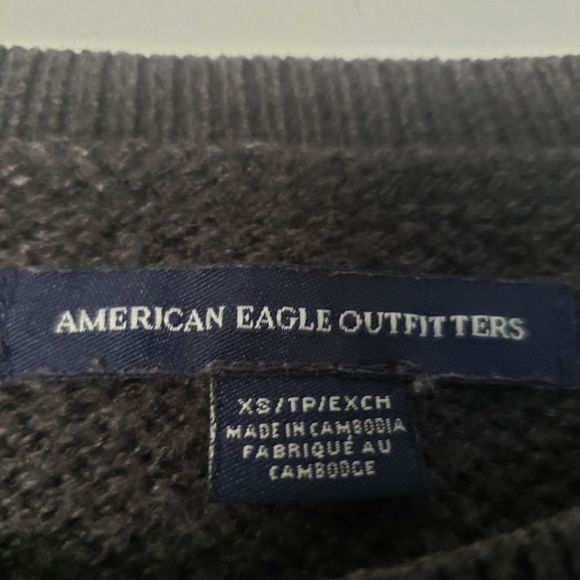 AMERICAN EAGLE OUTFITTERS
XS/TP/EXCH
MADE IN CAMBODIA
FABRIQUÉ AU
CAMBODGE